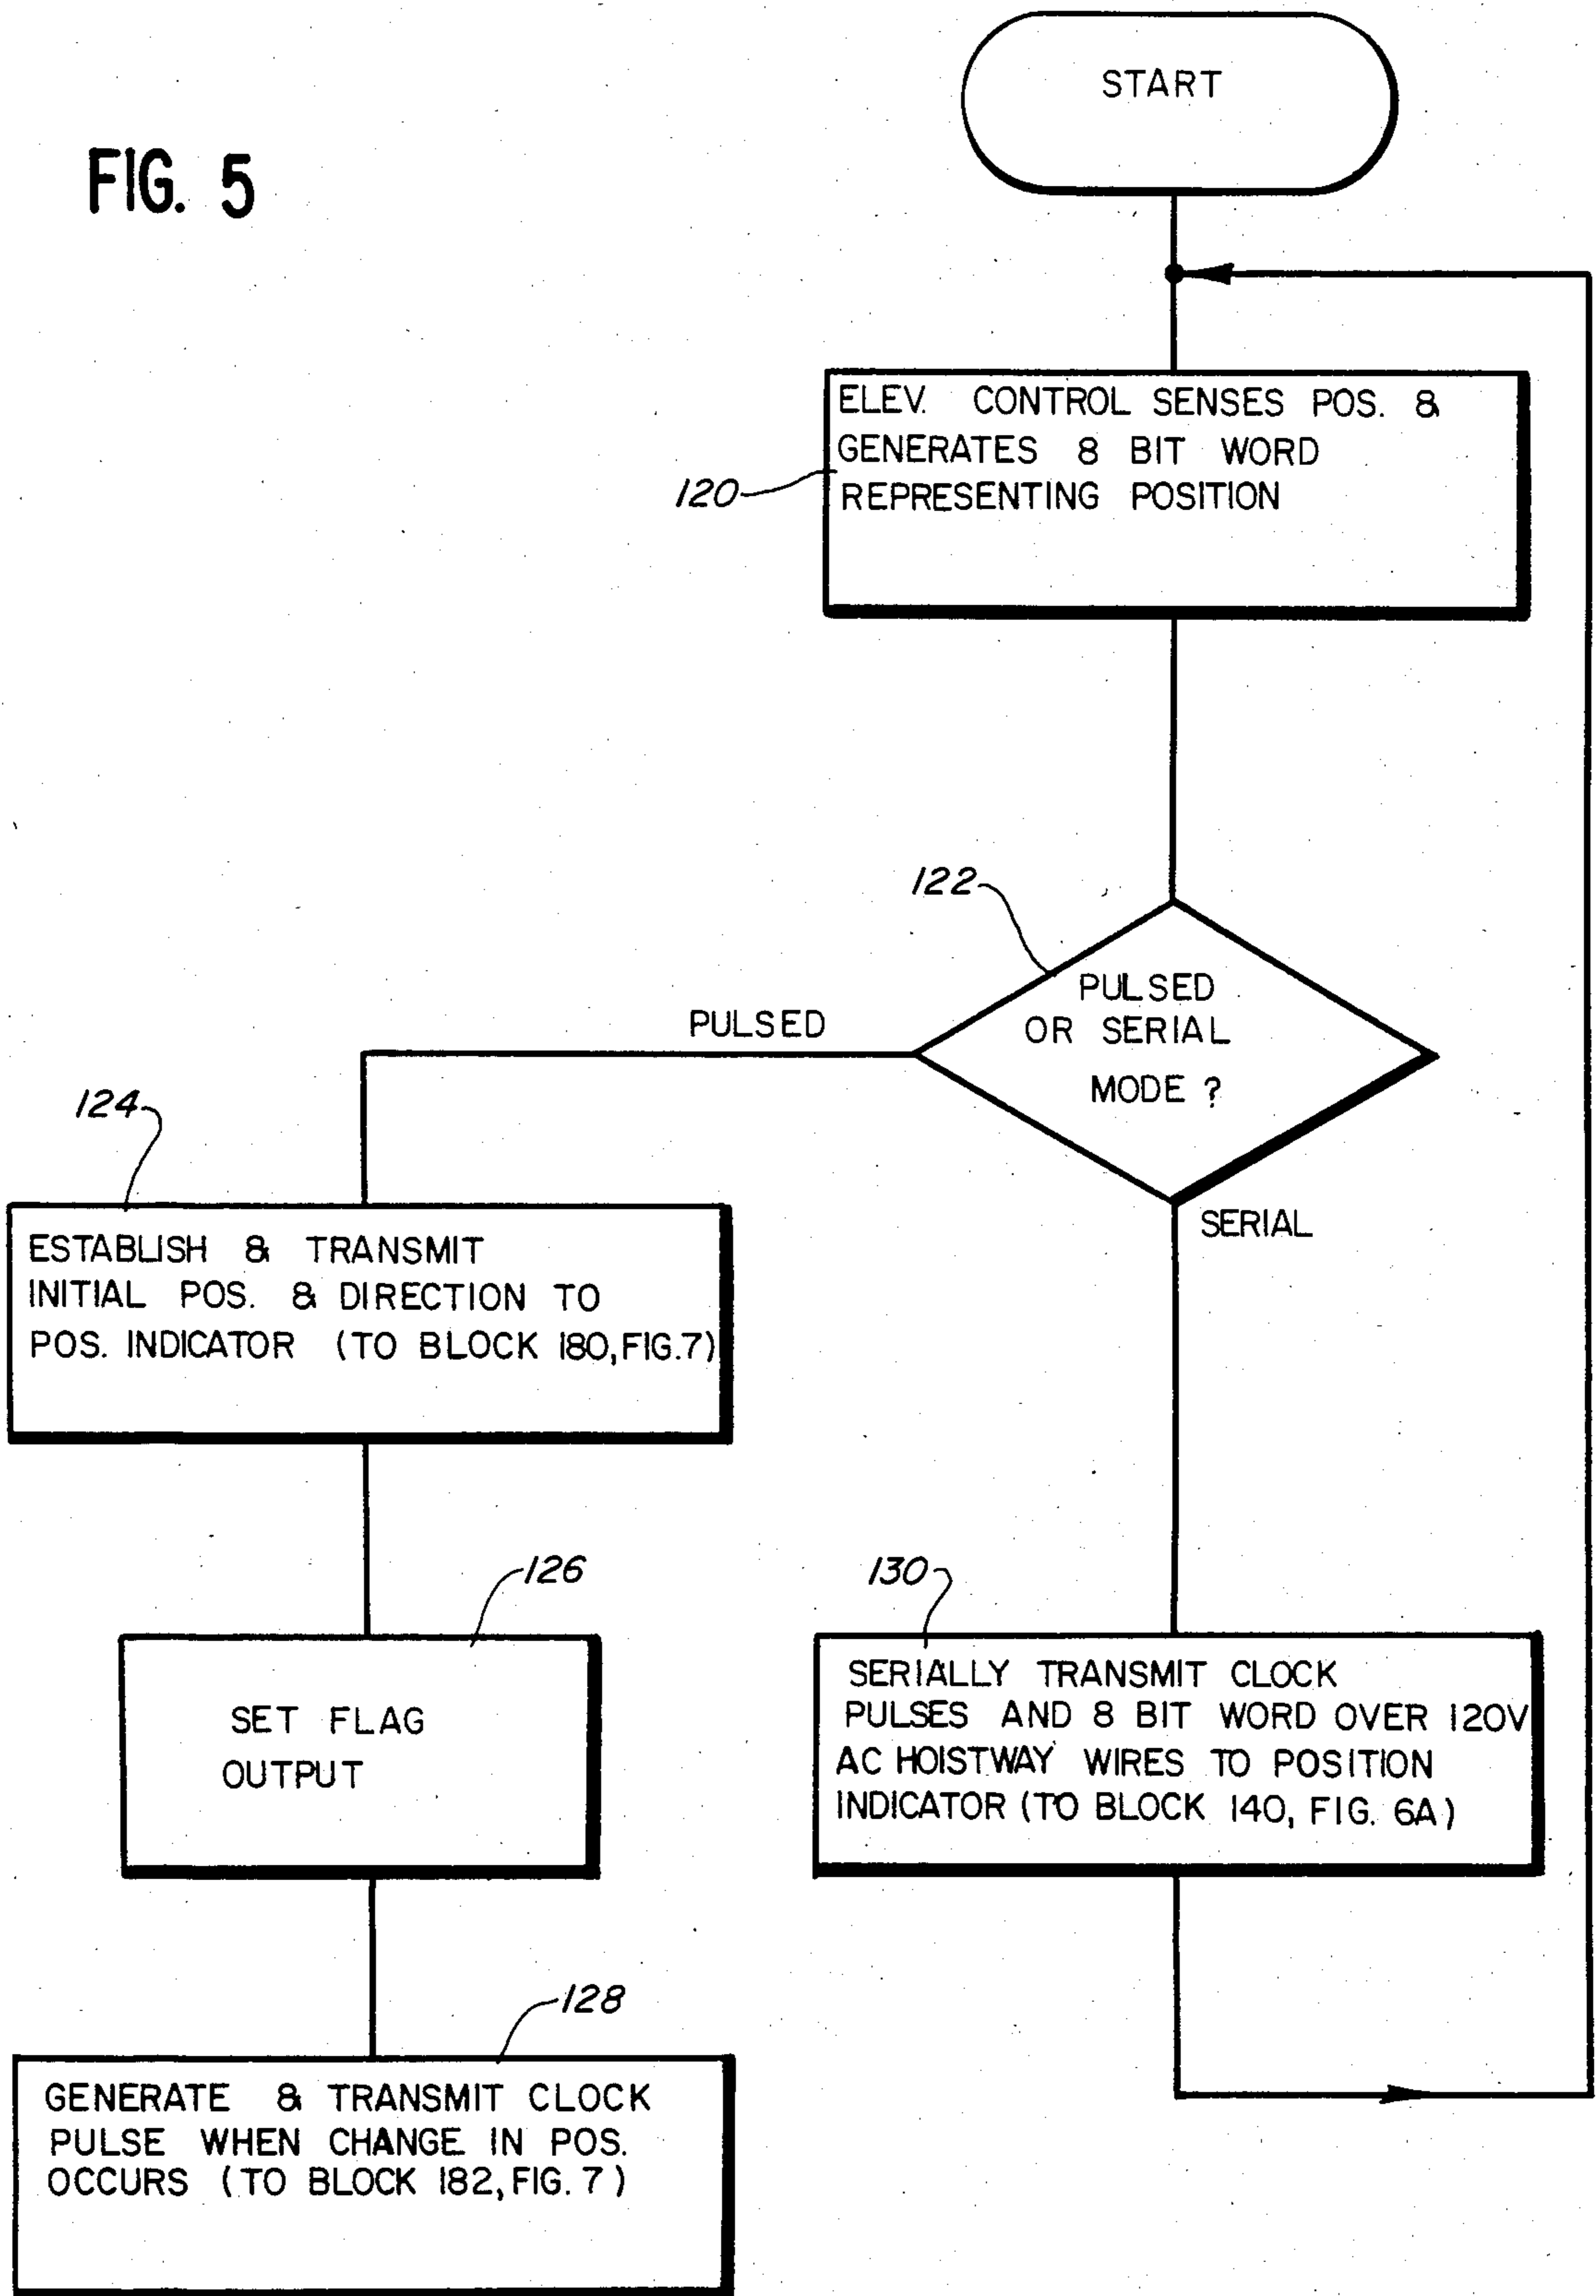 START
FIG. 5
ELEV. CONTROL SENSES POS. &
GENERATES 8 BIT WORD
REPRESENTING POSITION
120
122
PULSED
OR SERIAL
MODE ?
PULSED
SERIAL
124
ESTABLISH & TRANSMIT
INITIAL POS. & DIRECTION TO
POS. INDICATOR (TO BLOCK 180, FIG.7)
126
SET FLAG
OUTPUT
130
SERIALLY TRANSMIT CLOCK
PULSES AND 8 BIT WORD OVER 120V
AC HOISTWAY WIRES TO POSITION
INDICATOR (TO BLOCK 140, FIG. 6A)
128
GENERATE & TRANSMIT CLOCK
PULSE WHEN CHANGE IN POS.
OCCURS (TO BLOCK 182, FIG. 7)